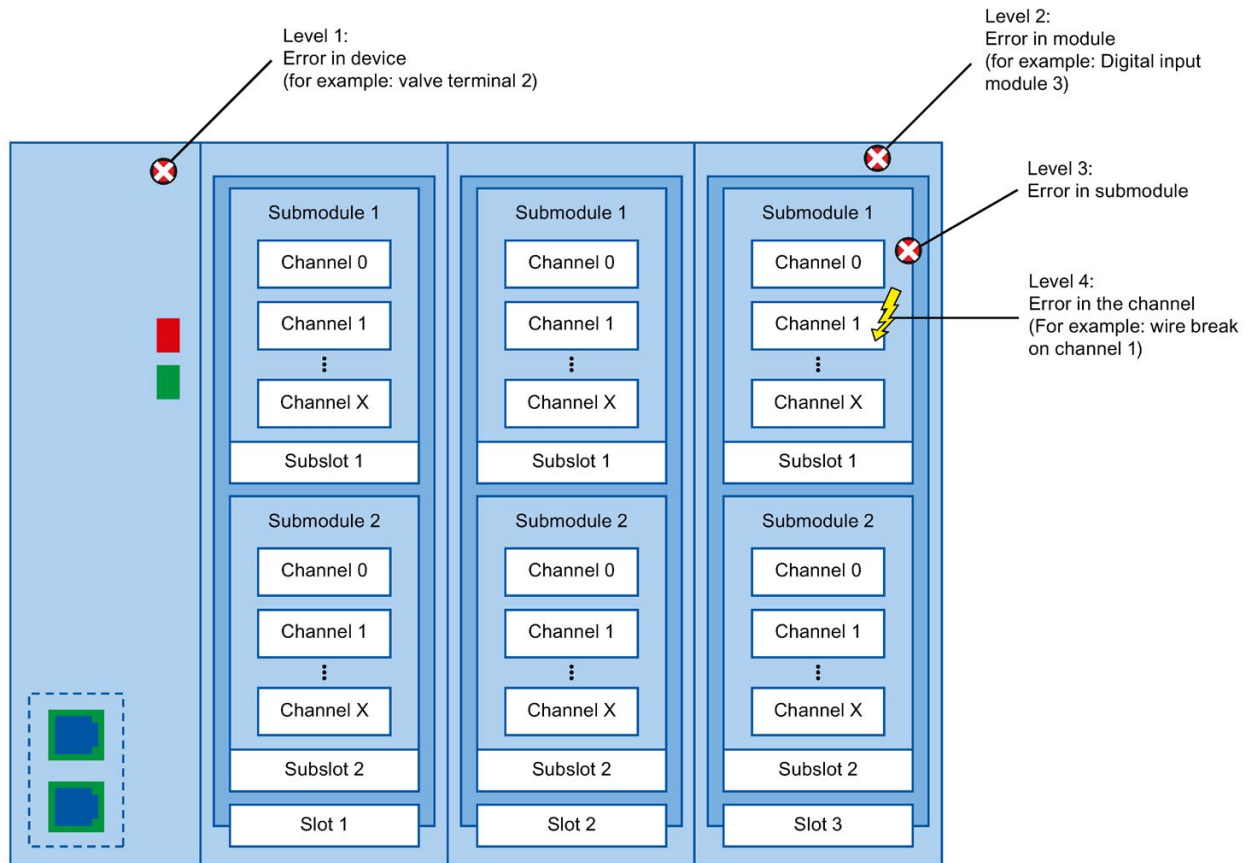 Level 1:
Error in device
(for example: valve terminal 2)
Level 2:
Error in module
(for example: Digital input
module 3)
Level 3:
Error in submodule
Level 4:
Error in the channel
(For example: wire break
on channel 1)
Submodule 1
Channel 0
Channel 1
Channel X
Subslot 1
Submodule 2
Channel 0
Channel 1
Channel X
Subslot 2
Slot 1
Submodule 1
Channel 0
Channel 1
Channel X
Subslot 1
Submodule 2
Channel 0
Channel 1
Channel X
Subslot 2
Slot 2
Submodule 1
Channel 0
Channel 1
Channel X
Subslot 1
Submodule 2
Channel 0
Channel 1
Channel X
Subslot 2
Slot 3